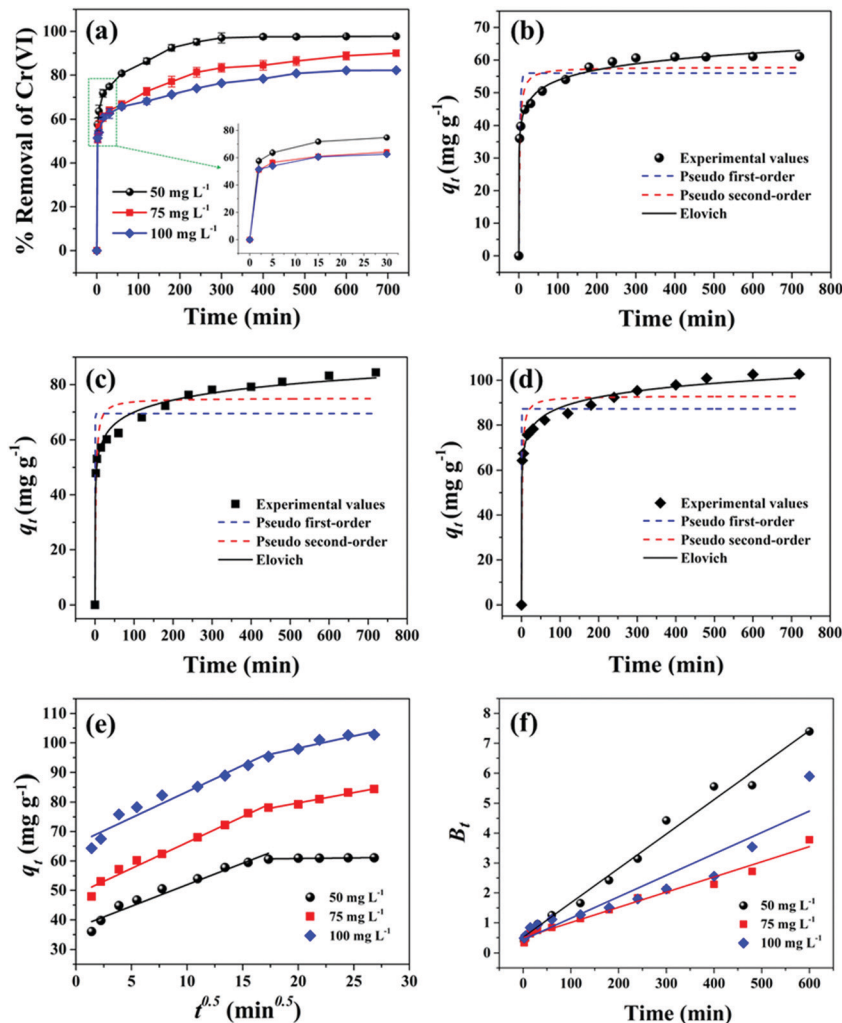 (a)
% Removal of Cr(VI)
100
80
60
40
20
0
80
60
40
20
0
0 5 10 15 20 25 30
50 mg L-1
75 mg L-1
100 mg L-1
0 100 200 300 400 500 600 700
Time (min)
(b)
qt (mg g-1)
70
60
50
40
30
20
10
0
Experimental values
Pseudo first-order
Pseudo second-order
Elovich
0 100 200 300 400 500 600 700 800
Time (min)
(c)
qt (mg g-1)
100
80
60
40
20
0
Experimental values
Pseudo first-order
Pseudo second-order
Elovich
0 100 200 300 400 500 600 700 800
Time (min)
(d)
qt (mg g-1)
100
80
60
40
20
0
Experimental values
Pseudo first-order
Pseudo second-order
Elovich
0 100 200 300 400 500 600 700 800
Time (min)
(e)
qt (mg g-1)
110
100
90
80
70
60
50
40
30
50 mg L-1
75 mg L-1
100 mg L-1
0 5 10 15 20 25 30
t0.5 (min0.5)
(f)
Bt
8
7
6
5
4
3
2
1
0
50 mg L-1
75 mg L-1
100 mg L-1
0 100 200 300 400 500 600
Time (min)